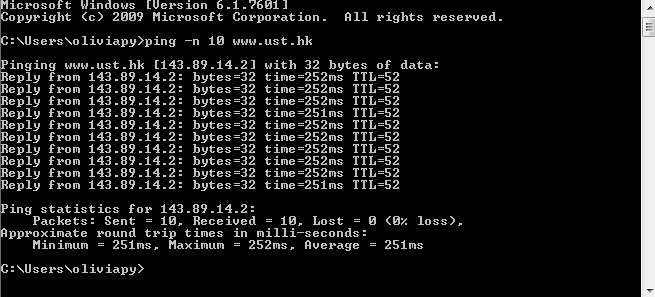 Microsoft Windows [Version 6.1.7601]
Copyright (c) 2009 Microsoft Corporation.  All rights reserved.
C:\Users\oliviapy>ping -n 10 www.ust.hk
Pinging www.ust.hk [143.89.14.2] with 32 bytes of data:
Reply from 143.89.14.2: bytes=32 time=252ms TTL=52
Reply from 143.89.14.2: bytes=32 time=252ms TTL=52
Reply from 143.89.14.2: bytes=32 time=252ms TTL=52
Reply from 143.89.14.2: bytes=32 time=251ms TTL=52
Reply from 143.89.14.2: bytes=32 time=252ms TTL=52
Reply from 143.89.14.2: bytes=32 time=252ms TTL=52
Reply from 143.89.14.2: bytes=32 time=252ms TTL=52
Reply from 143.89.14.2: bytes=32 time=252ms TTL=52
Reply from 143.89.14.2: bytes=32 time=252ms TTL=52
Reply from 143.89.14.2: bytes=32 time=251ms TTL=52
Ping statistics for 143.89.14.2:
    Packets: Sent = 10, Received = 10, Lost = 0 (0% loss),
Approximate round trip times in milli-seconds:
    Minimum = 251ms, Maximum = 252ms, Average = 251ms
C:\Users\oliviapy>